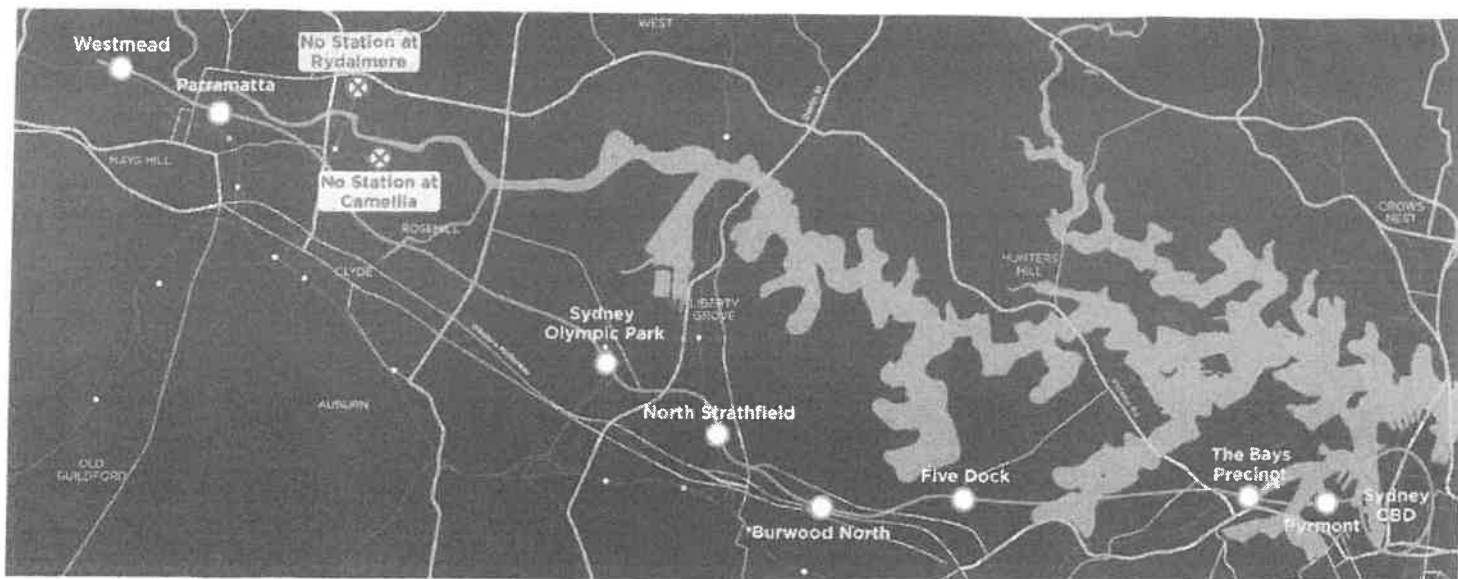 WEST
Westmead
No Station at
Rydalmere
Parramatta
MAYS HILL
No Station at
Camellia
ROSEHILL
CROWS
NEST
HUNTERS
HILL
CLYDE
LIBERTY
GROVE
Sydney
Olympic Park
AUBURN
North Strathfield
OLD
GUILDFORD
Five Dock
The Bays
Precinct
Sydney
CBD
Pyrmont
*Burwood North